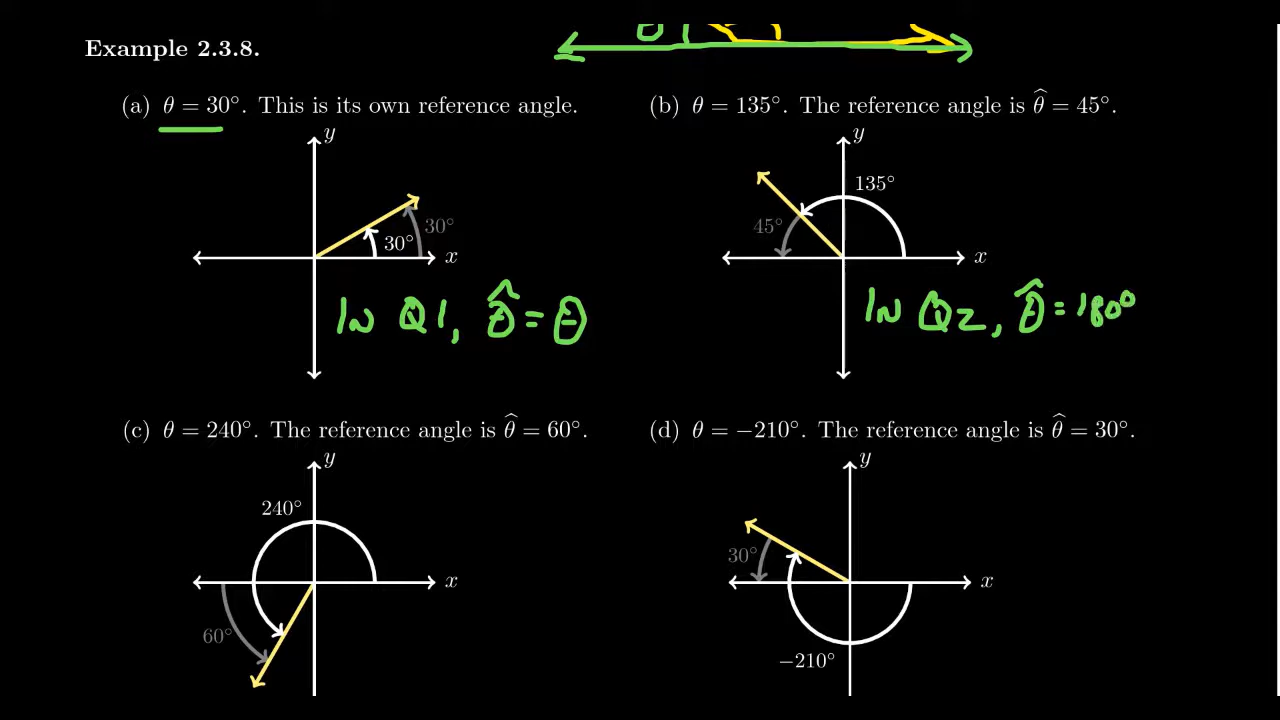 Example 2.3.8.
θ
(a) θ = 30°. This is its own reference angle.
y
30°
30°
x
IN Q1, θ̂ = θ
(b) θ = 135°. The reference angle is θ̂ = 45°.
y
135°
45°
x
IN Q2, θ̂ = 180°
(c) θ = 240°. The reference angle is θ̂ = 60°.
y
240°
x
60°
(d) θ = −210°. The reference angle is θ̂ = 30°.
y
30°
x
−210°